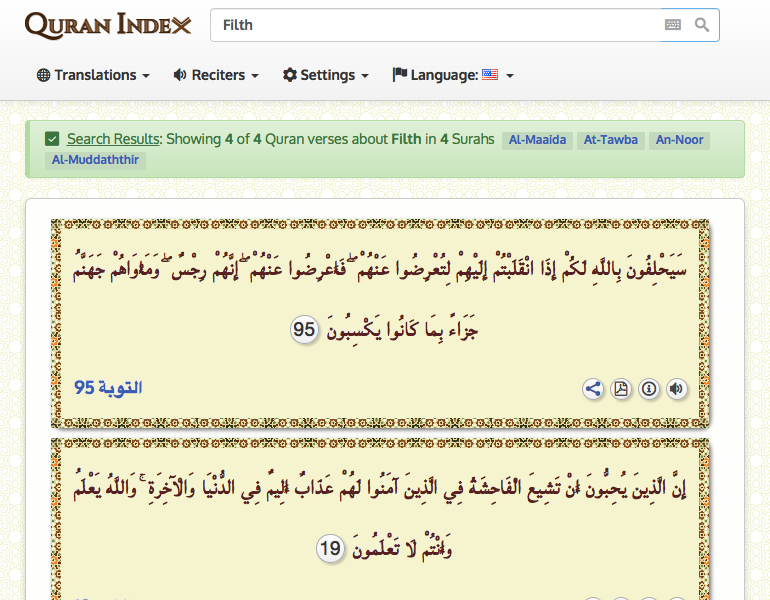 QURAN INDEX
Filth
Translations Reciters Settings Language:
Search Results: Showing 4 of 4 Quran verses about Filth in 4 Surahs Al-Maaida At-Tawba An-Noor
Al-Muddaththir
سَيَحْلِفُونَ بِاللَّهِ لَكُمْ إِذَا انْقَلَبْتُمْ إِلَيْهِمْ لِتُعْرِضُوا عَنْهُمْ ۖ فَأَعْرِضُوا عَنْهُمْ ۖ إِنَّهُمْ رِجْسٌ ۖ وَمَأْوَاهُمْ جَهَنَّمُ
جَزَاءً بِمَا كَانُوا يَكْسِبُونَ 95
التوبة 95
إِنَّ الَّذِينَ يُحِبُّونَ أَنْ تَشِيعَ الْفَاحِشَةُ فِي الَّذِينَ آمَنُوا لَهُمْ عَذَابٌ أَلِيمٌ فِي الدُّنْيَا وَالْآخِرَةِ ۚ وَاللَّهُ يَعْلَمُ
وَأَنْتُمْ لَا تَعْلَمُونَ 19